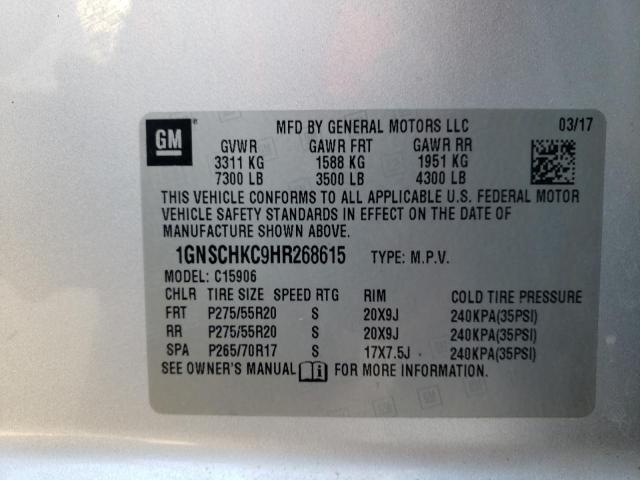 GM
MFD BY GENERAL MOTORS LLC 03/17
GVWR GAWR FRT GAWR RR
3311 KG 1588 KG 1951 KG
7300 LB 3500 LB 4300 LB
THIS VEHICLE CONFORMS TO ALL APPLICABLE U.S. FEDERAL MOTOR
VEHICLE SAFETY STANDARDS IN EFFECT ON THE DATE OF
MANUFACTURE SHOWN ABOVE.
1GNSCHKC9HR268615 TYPE: M.P.V.
MODEL: C15906
CHLR TIRE SIZE SPEED RTG RIM COLD TIRE PRESSURE
FRT P275/55R20 S 20X9J 240KPA(35PSI)
RR P275/55R20 S 20X9J 240KPA(35PSI)
SPA P265/70R17 S 17X7.5J 240KPA(35PSI)
SEE OWNER'S MANUAL i FOR MORE INFORMATION.